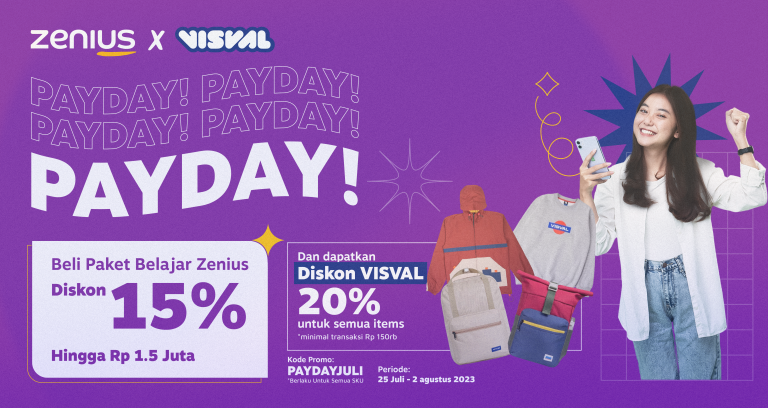 zenius X VISVAL
PAYDAY! PAYDAY!
PAYDAY! PAYDAY!
PAYDAY!
Beli Paket Belajar Zenius
Diskon 15%
Hingga Rp 1.5 Juta
Dan dapatkan
Diskon VISVAL
20%
untuk semua items
*minimal transaksi Rp 150rb
Kode Promo:
PAYDAYJULI
*Berlaku Untuk Semua SKU
Periode:
25 Juli - 2 agustus 2023
VISVAL